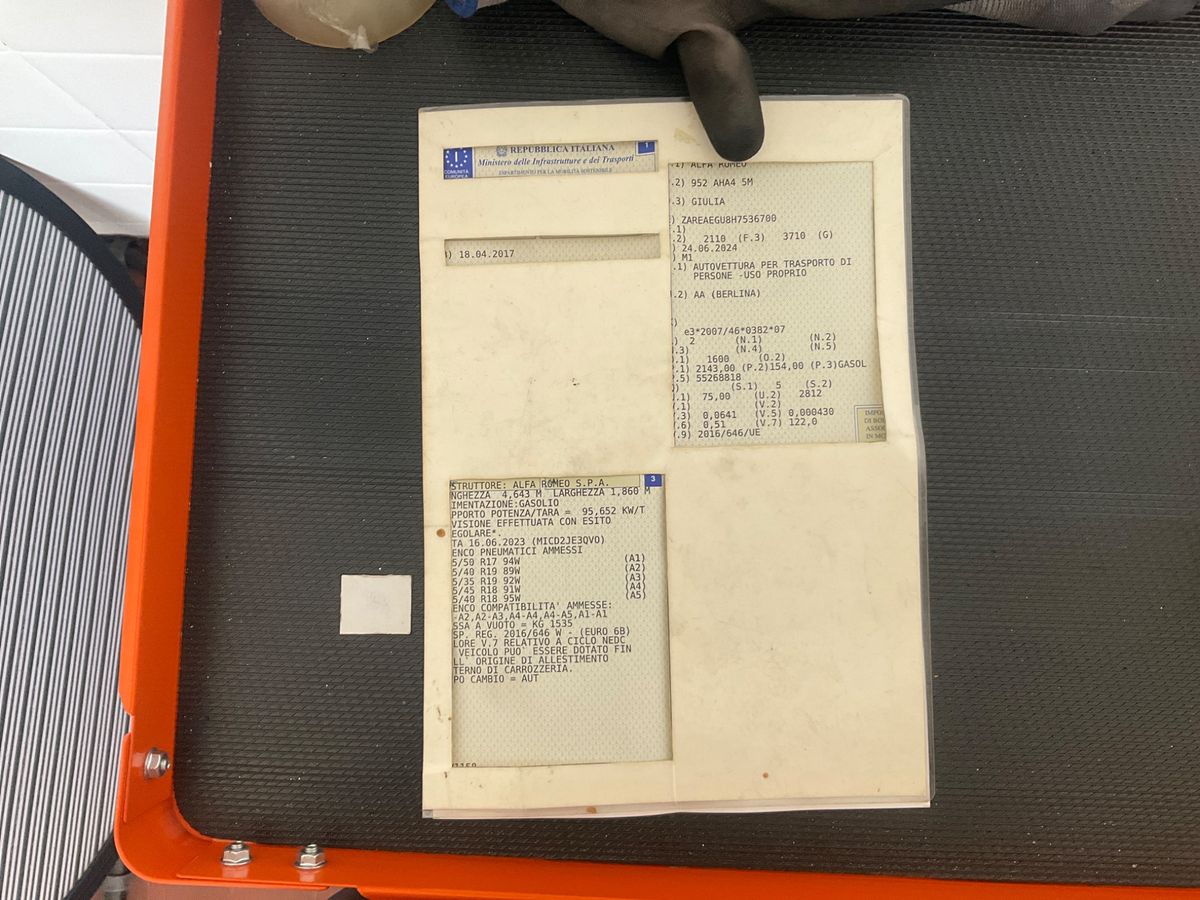 REPUBBLICA ITALIANA
1
Ministero delle Infrastrutture e dei Trasporti
DIPARTIMENTO PER LA MOBILITÀ SOSTENIBILE
I
COMUNITÀ
EUROPEA
) 18.04.2017
.1) ALFA ROMEO
.2) 952 AHA4 5M
.3) GIULIA
) ZAREAEGU8H7536700
.1)
.2) 2110 (F.3) 3710 (G)
) 24.06.2024
) M1
.1) AUTOVETTURA PER TRASPORTO DI
PERSONE -USO PROPRIO
.2) AA (BERLINA)
)
e3*2007/46*0382*07
) 2 (N.1) (N.2)
.3) (N.4) (N.5)
.1) 1600 (O.2)
.1) 2143,00 (P.2)154,00 (P.3)GASOL
.5) 55268818
) (S.1) 5 (S.2)
.1) 75,00 (U.2) 2812
.1) (V.2)
.3) 0,0641 (V.5) 0,000430
.6) 0,51 (V.7) 122,0
.9) 2016/646/UE
IMPO
DI BO
ASSO
IN MO
3
STRUTTORE: ALFA ROMEO S.P.A.
NGHEZZA 4,643 M LARGHEZZA 1,860 M
IMENTAZIONE:GASOLIO
PPORTO POTENZA/TARA = 95,652 KW/T
VISIONE EFFETTUATA CON ESITO
EGOLARE*.
TA 16.06.2023 (MICD2JE3QVO)
ENCO PNEUMATICI AMMESSI
5/50 R17 94W (A1)
5/40 R19 89W (A2)
5/35 R19 92W (A3)
5/45 R18 91W (A4)
5/40 R18 95W (A5)
ENCO COMPATIBILITA' AMMESSE:
-A2,A2-A3,A4-A4,A4-A5,A1-A1
SSA A VUOTO = KG 1535
SP. REG. 2016/646 W - (EURO 6B)
LORE V.7 RELATIVO A CICLO NEDC
VEICOLO PUO' ESSERE DOTATO FIN
LL' ORIGINE DI ALLESTIMENTO
TERNO DI CARROZZERIA.
PO CAMBIO = AUT